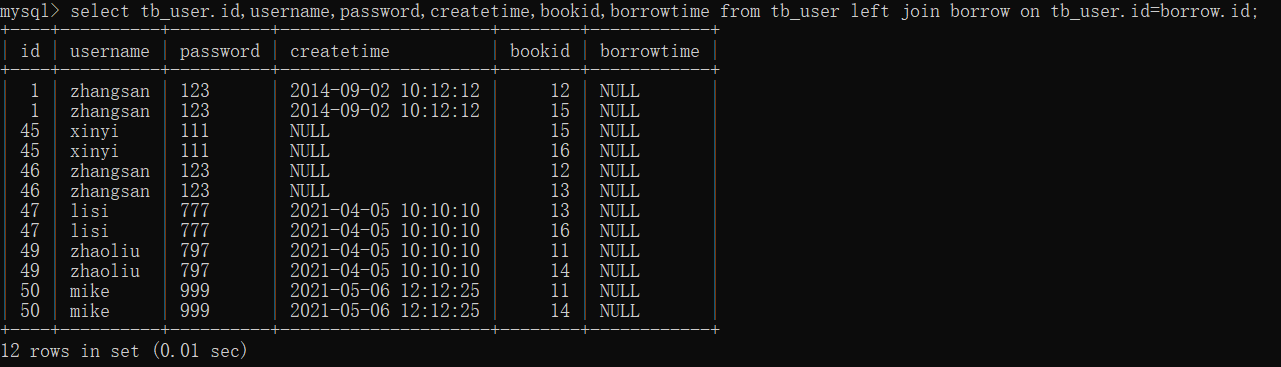 mysql> select tb_user.id,username,password,createtime,bookid,borrowtime from tb_user left join borrow on tb_user.id=borrow.id;
+----+----------+----------+---------------------+--------+------------+
| id | username | password | createtime          | bookid | borrowtime |
+----+----------+----------+---------------------+--------+------------+
|  1 | zhangsan | 123      | 2014-09-02 10:12:12 |     12 | NULL       |
|  1 | zhangsan | 123      | 2014-09-02 10:12:12 |     15 | NULL       |
| 45 | xinyi    | 111      | NULL                |     15 | NULL       |
| 45 | xinyi    | 111      | NULL                |     16 | NULL       |
| 46 | zhangsan | 123      | NULL                |     12 | NULL       |
| 46 | zhangsan | 123      | NULL                |     13 | NULL       |
| 47 | lisi     | 777      | 2021-04-05 10:10:10 |     13 | NULL       |
| 47 | lisi     | 777      | 2021-04-05 10:10:10 |     16 | NULL       |
| 49 | zhaoliu  | 797      | 2021-04-05 10:10:10 |     11 | NULL       |
| 49 | zhaoliu  | 797      | 2021-04-05 10:10:10 |     14 | NULL       |
| 50 | mike     | 999      | 2021-05-06 12:12:25 |     11 | NULL       |
| 50 | mike     | 999      | 2021-05-06 12:12:25 |     14 | NULL       |
+----+----------+----------+---------------------+--------+------------+
12 rows in set (0.01 sec)